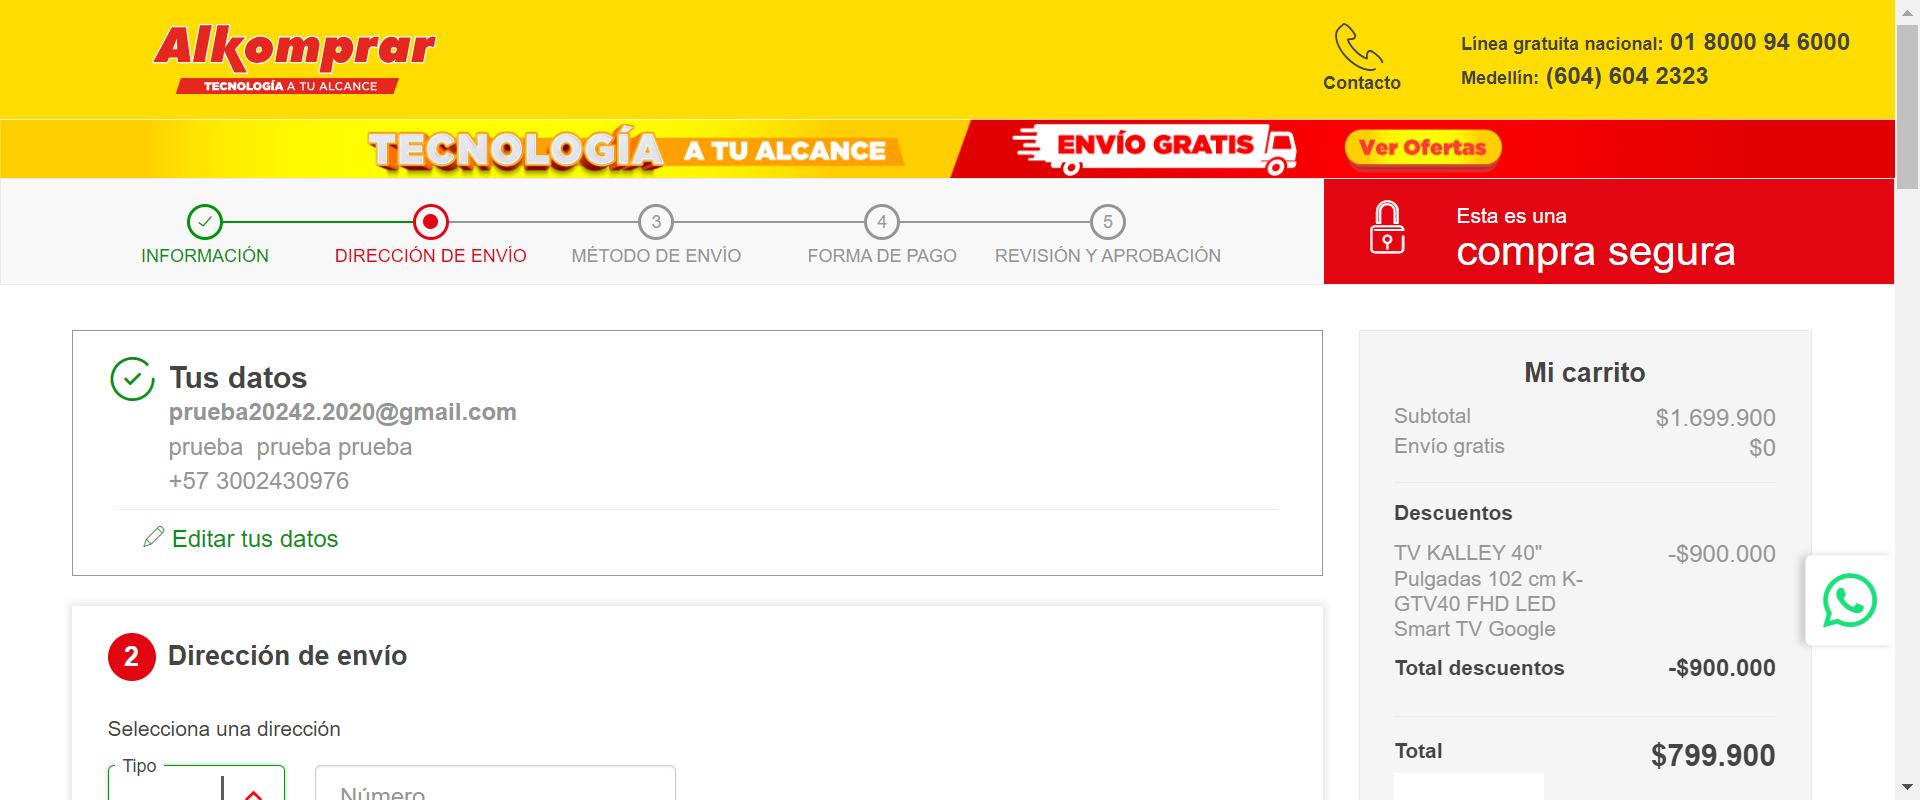 Alkomprar
TECNOLOGÍA A TU ALCANCE
Contacto
Línea gratuita nacional: 01 8000 94 6000
Medellín: (604) 604 2323
TECNOLOGÍA A TU ALCANCE
ENVÍO GRATIS
Ver Ofertas
INFORMACIÓN
DIRECCIÓN DE ENVÍO
3
MÉTODO DE ENVÍO
4
FORMA DE PAGO
5
REVISIÓN Y APROBACIÓN
Esta es una
compra segura
Tus datos
prueba20242.2020@gmail.com
prueba  prueba prueba
+57 3002430976
Editar tus datos
2 Dirección de envío
Selecciona una dirección
Tipo
Número
Mi carrito
Subtotal $1.699.900
Envío gratis $0
Descuentos
TV KALLEY 40" -$900.000
Pulgadas 102 cm K-
GTV40 FHD LED
Smart TV Google
Total descuentos -$900.000
Total $799.900